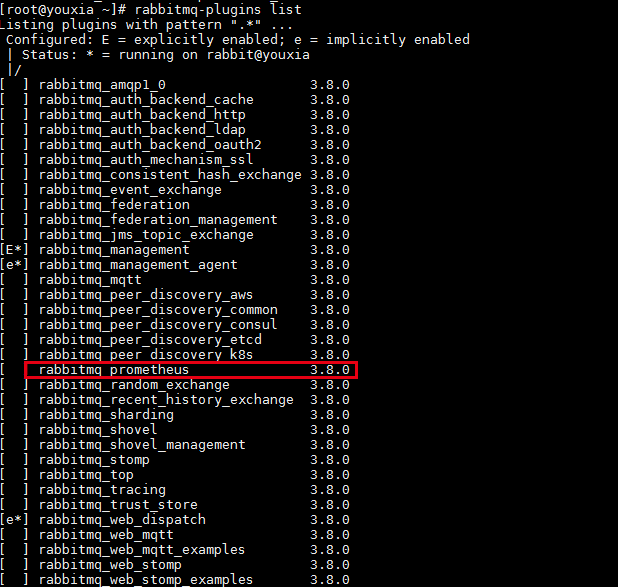 [root@youxia ~]# rabbitmq-plugins list
Listing plugins with pattern ".*" ...
 Configured: E = explicitly enabled; e = implicitly enabled
 | Status: * = running on rabbit@youxia
 |/
[  ] rabbitmq_amqp1_0                  3.8.0
[  ] rabbitmq_auth_backend_cache       3.8.0
[  ] rabbitmq_auth_backend_http        3.8.0
[  ] rabbitmq_auth_backend_ldap        3.8.0
[  ] rabbitmq_auth_backend_oauth2      3.8.0
[  ] rabbitmq_auth_mechanism_ssl       3.8.0
[  ] rabbitmq_consistent_hash_exchange 3.8.0
[  ] rabbitmq_event_exchange           3.8.0
[  ] rabbitmq_federation               3.8.0
[  ] rabbitmq_federation_management    3.8.0
[  ] rabbitmq_jms_topic_exchange       3.8.0
[E*] rabbitmq_management               3.8.0
[e*] rabbitmq_management_agent         3.8.0
[  ] rabbitmq_mqtt                     3.8.0
[  ] rabbitmq_peer_discovery_aws       3.8.0
[  ] rabbitmq_peer_discovery_common    3.8.0
[  ] rabbitmq_peer_discovery_consul    3.8.0
[  ] rabbitmq_peer_discovery_etcd      3.8.0
[  ] rabbitmq_peer_discovery_k8s       3.8.0
[  ] rabbitmq_prometheus               3.8.0
[  ] rabbitmq_random_exchange          3.8.0
[  ] rabbitmq_recent_history_exchange  3.8.0
[  ] rabbitmq_sharding                 3.8.0
[  ] rabbitmq_shovel                   3.8.0
[  ] rabbitmq_shovel_management        3.8.0
[  ] rabbitmq_stomp                    3.8.0
[  ] rabbitmq_top                      3.8.0
[  ] rabbitmq_tracing                  3.8.0
[  ] rabbitmq_trust_store              3.8.0
[e*] rabbitmq_web_dispatch             3.8.0
[  ] rabbitmq_web_mqtt                 3.8.0
[  ] rabbitmq_web_mqtt_examples        3.8.0
[  ] rabbitmq_web_stomp                3.8.0
[  ] rabbitmq_web_stomp_examples       3.8.0